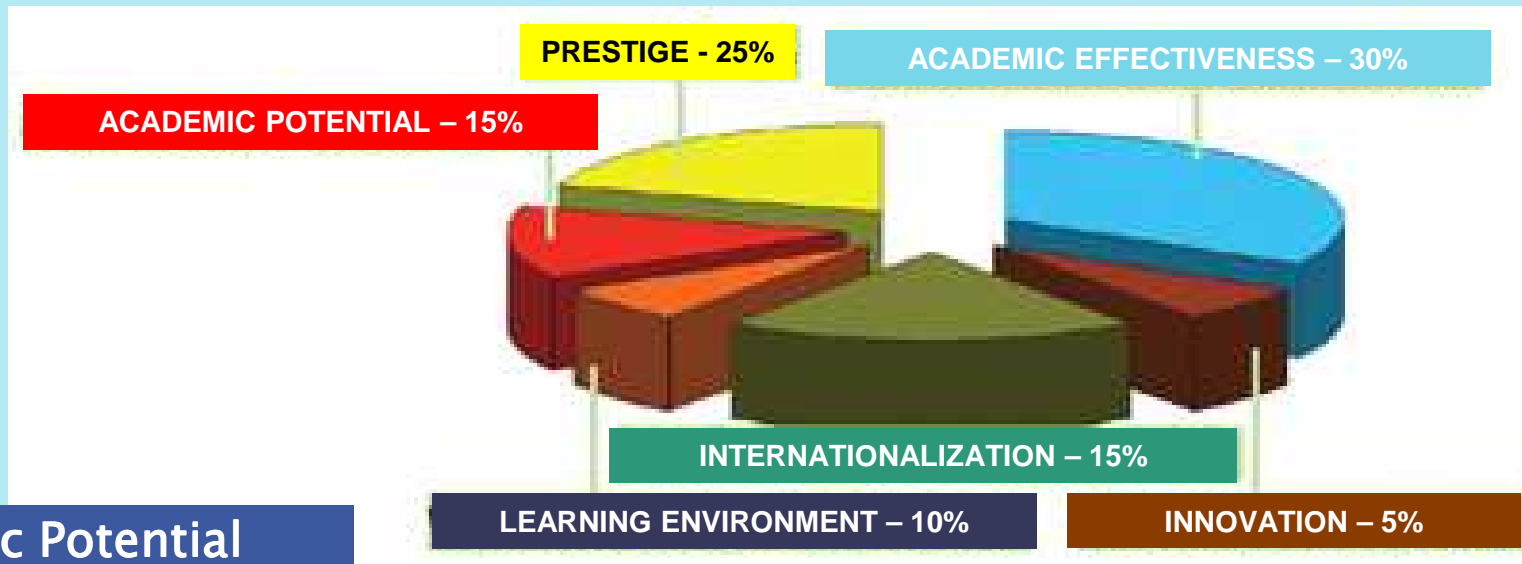 PRESTIGE - 25%
ACADEMIC EFFECTIVENESS – 30%
ACADEMIC POTENTIAL – 15%
INTERNATIONALIZATION – 15%
LEARNING ENVIRONMENT – 10%
INNOVATION – 5%
c Potential